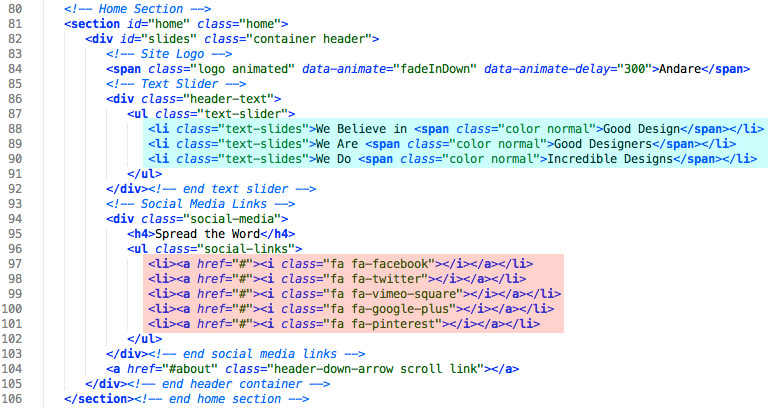 80 <!-- Home Section -->
81 <section id="home" class="home">
82 <div id="slides" class="container header">
83 <!-- Site Logo -->
84 <span class="logo animated" data-animate="fadeInDown" data-animate-delay="300">Andare</span>
85 <!-- Text Slider -->
86 <div class="header-text">
87 <ul class="text-slider">
88 <li class="text-slides">We Believe in <span class="color normal">Good Design</span></li>
89 <li class="text-slides">We Are <span class="color normal">Good Designers</span></li>
90 <li class="text-slides">We Do <span class="color normal">Incredible Designs</span></li>
91 </ul>
92 </div><!-- end text slider -->
93 <!-- Social Media Links -->
94 <div class="social-media">
95 <h4>Spread the Word</h4>
96 <ul class="social-links">
97 <li><a href="#"><i class="fa fa-facebook"></i></a></li>
98 <li><a href="#"><i class="fa fa-twitter"></i></a></li>
99 <li><a href="#"><i class="fa fa-vimeo-square"></i></a></li>
100 <li><a href="#"><i class="fa fa-google-plus"></i></a></li>
101 <li><a href="#"><i class="fa fa-pinterest"></i></a></li>
102 </ul>
103 </div><!-- end social media links -->
104 <a href="#about" class="header-down-arrow scroll link"></a>
105 </div><!-- end header container -->
106 </section><!-- end home section -->